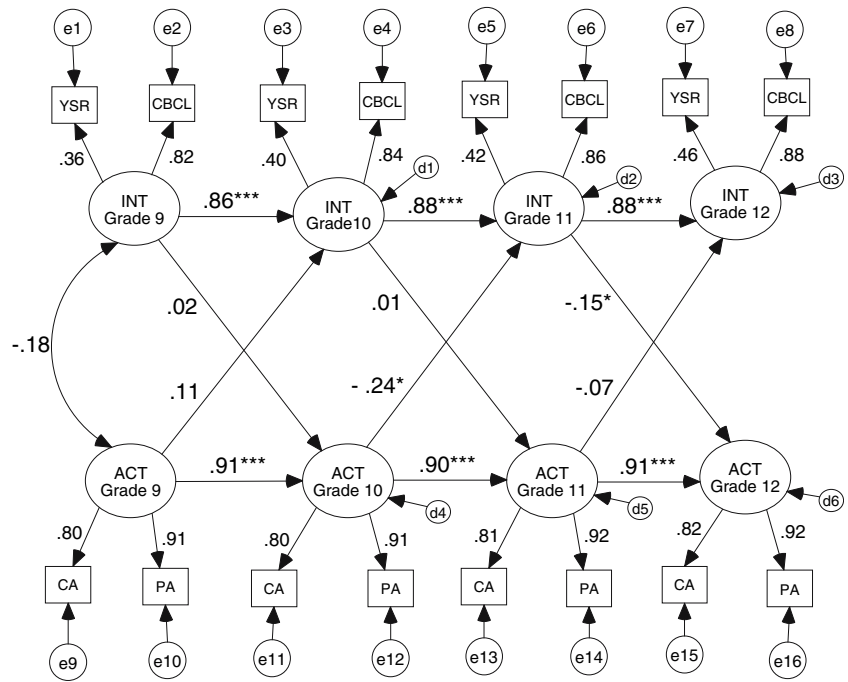 e1 e2 e3 e4 e5 e6 e7 e8
YSR CBCL YSR CBCL YSR CBCL YSR CBCL
.36 .82 .40 .84 .42 .86 .46 .88
d1 d2 d3
INT
Grade 9
.86***
INT
Grade10
.88***
INT
Grade 11
.88***
INT
Grade 12
.02 .01 -.15*
-.18
.11 - .24* -.07
ACT
Grade 9
.91***
ACT
Grade 10
.90***
ACT
Grade 11
.91***
ACT
Grade 12
d4 d5 d6
.80 .91 .80 .91 .81 .92 .82 .92
CA PA CA PA CA PA CA PA
e9 e10 e11 e12 e13 e14 e15 e16